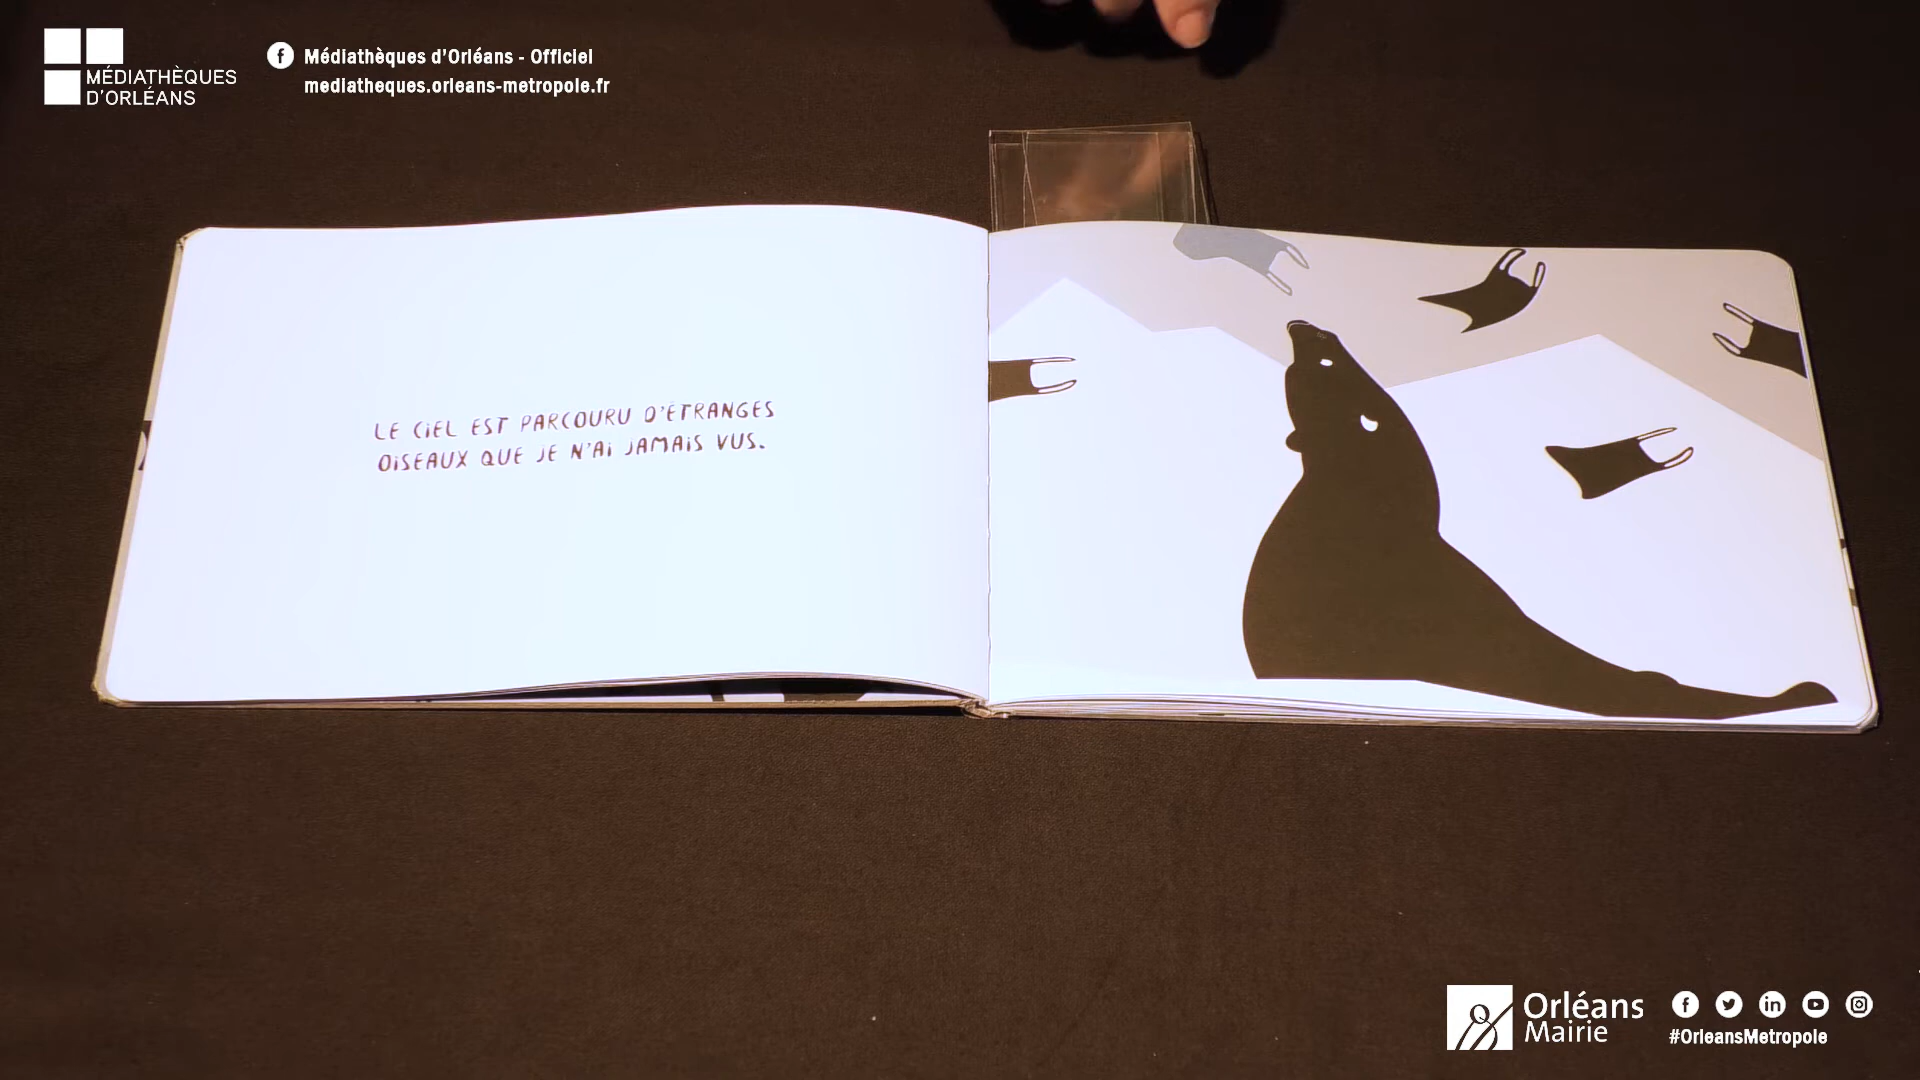 MÉDIATHÈQUES
D'ORLÉANS
Médiathèques d'Orléans - Officiel
mediatheques.orleans-metropole.fr
LE CiEL EST PARCOURU D'ÉTRANGES
OiSEAUX QUE JE N'Ai JAMAiS VUS.
Orléans
Mairie
#OrleansMetropole